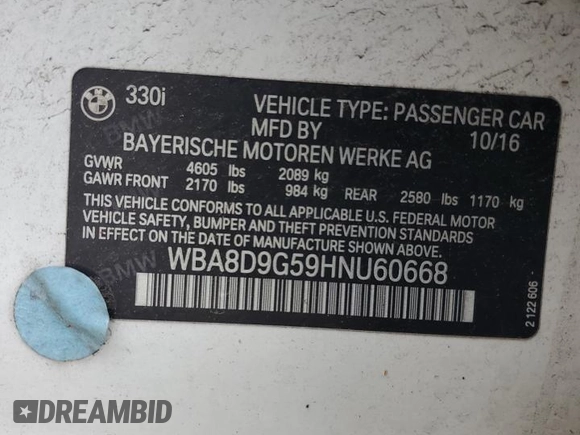 BMW
330i
VEHICLE TYPE: PASSENGER CAR
MFD BY 10/16
BAYERISCHE MOTOREN WERKE AG
GVWR 4605 lbs 2089 kg
GAWR FRONT 2170 lbs 984 kg REAR 2580 lbs 1170 kg
THIS VEHICLE CONFORMS TO ALL APPLICABLE U.S. FEDERAL MOTOR
VEHICLE SAFETY, BUMPER AND THEFT PREVENTION STANDARDS
IN EFFECT ON THE DATE OF MANUFACTURE SHOWN ABOVE.
WBA8D9G59HNU60668
2 122 606
DREAMBID